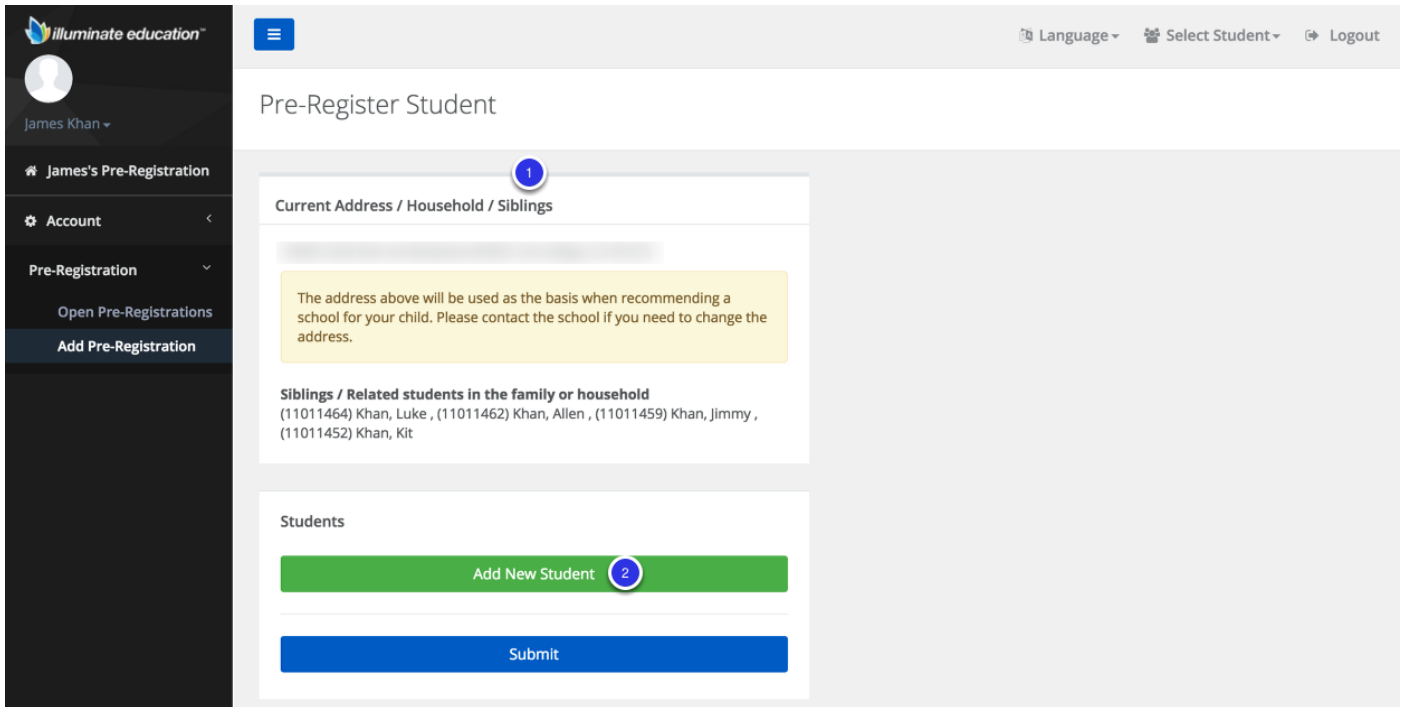 illuminate education™
Language
Select Student
Logout
James Khan
Pre-Register Student
James's Pre-Registration
1
Account
Current Address / Household / Siblings
Pre-Registration
Open Pre-Registrations
Add Pre-Registration
The address above will be used as the basis when recommending a
school for your child. Please contact the school if you need to change the
address.
Siblings / Related students in the family or household
(11011464) Khan, Luke , (11011462) Khan, Allen , (11011459) Khan, Jimmy ,
(11011452) Khan, Kit
Students
Add New Student 2
Submit